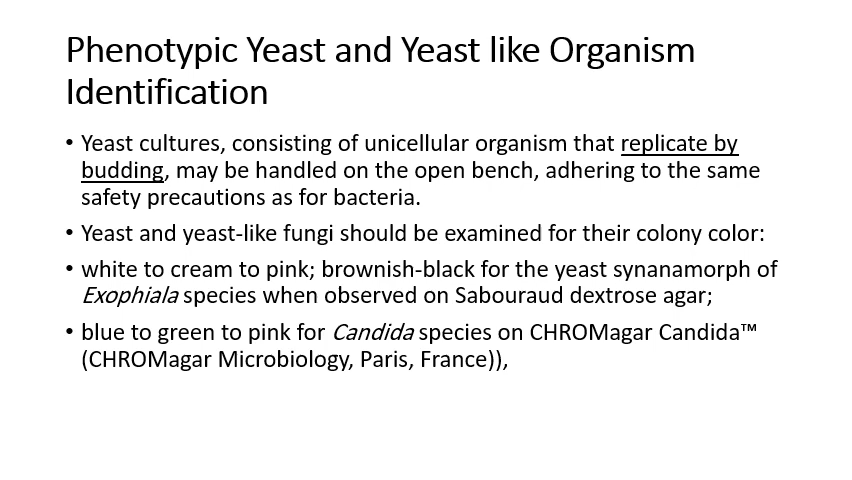 Phenotypic Yeast and Yeast like Organism
Identification
• Yeast cultures, consisting of unicellular organism that replicate by
budding, may be handled on the open bench, adhering to the same
safety precautions as for bacteria.
• Yeast and yeast-like fungi should be examined for their colony color:
• white to cream to pink; brownish-black for the yeast synanamorph of
Exophiala species when observed on Sabouraud dextrose agar;
• blue to green to pink for Candida species on CHROMagar Candida™
(CHROMagar Microbiology, Paris, France)),